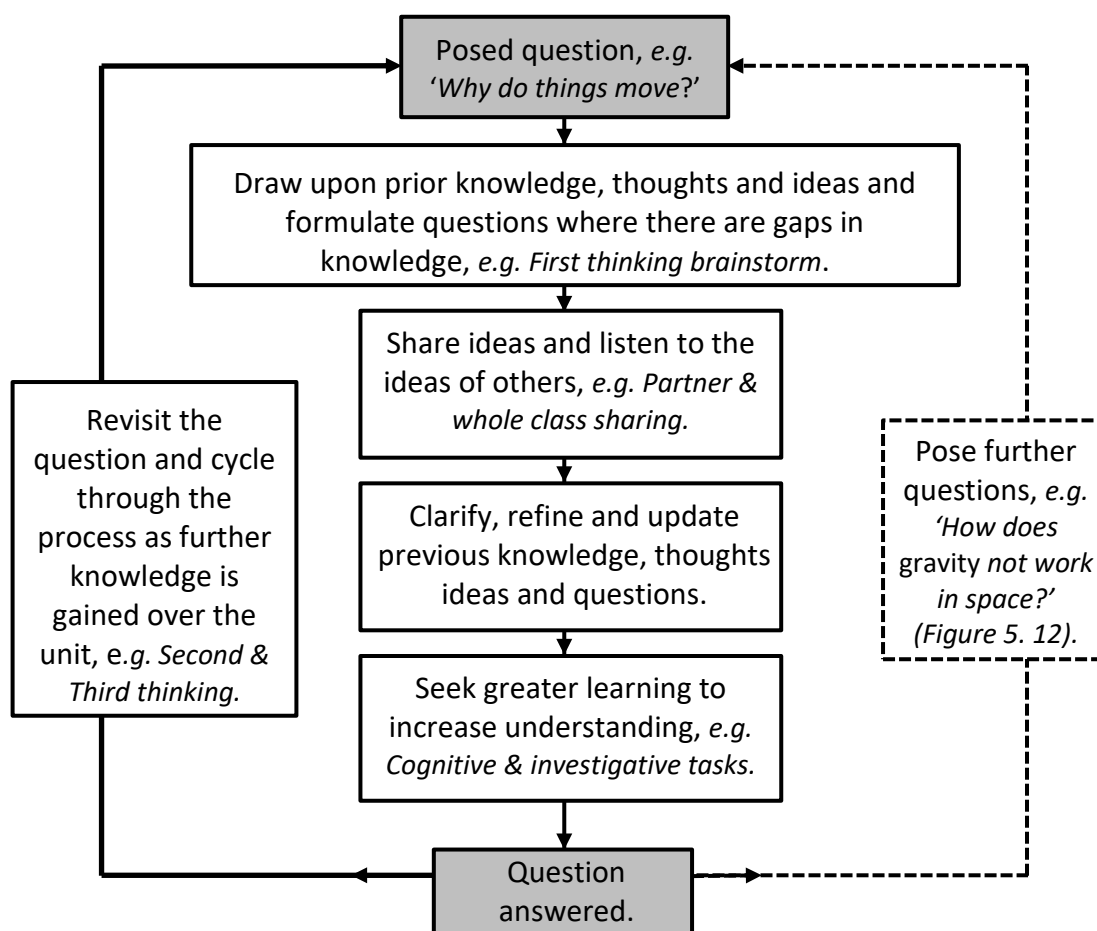 Posed question, e.g.
‘Why do things move?’
Draw upon prior knowledge, thoughts and ideas and
formulate questions where there are gaps in
knowledge, e.g. First thinking brainstorm.
Share ideas and listen to the
ideas of others, e.g. Partner &
whole class sharing.
Clarify, refine and update
previous knowledge, thoughts
ideas and questions.
Seek greater learning to
increase understanding, e.g.
Cognitive & investigative tasks.
Question
answered.
Revisit the
question and cycle
through the
process as further
knowledge is
gained over the
unit, e.g. Second &
Third thinking.
Pose further
questions, e.g.
‘How does
gravity not work
in space?’
(Figure 5. 12).